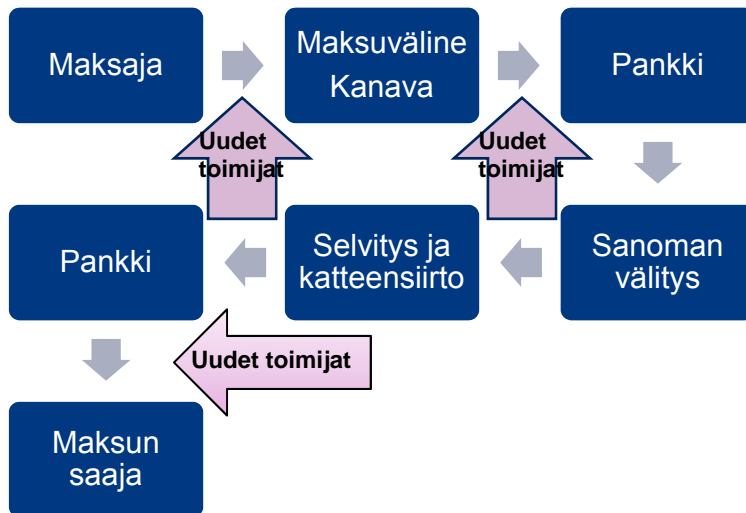 Maksaja
Maksuväline
Kanava
Pankki
Uudet
toimijat
Uudet
toimijat
Pankki
Selvitys ja
katteensiirto
Sanoman
välitys
Uudet toimijat
Maksun
saaja